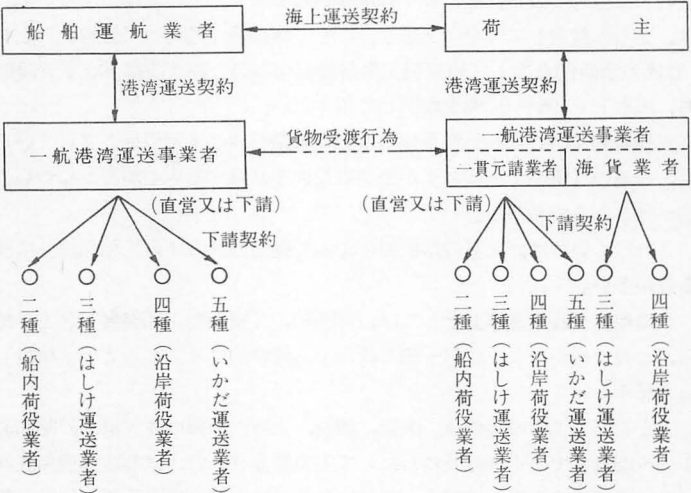 船舶運航業者
海上運送契約
荷主
港湾運送契約
港湾運送契約
一航港湾運送事業者
貨物受渡行為
一航港湾運送事業者
一貫元請業者
海貨業者
(直営又は下請)
(直営又は下請)
下請契約
下請契約
二種(船内荷役業者)
三種(はしけ運送業者)
四種(沿岸荷役業者)
五種(いかだ運送業者)
二種(船内荷役業者)
三種(はしけ運送業者)
四種(沿岸荷役業者)
五種(いかだ運送業者)
三種(はしけ運送業者)
四種(沿岸荷役業者)